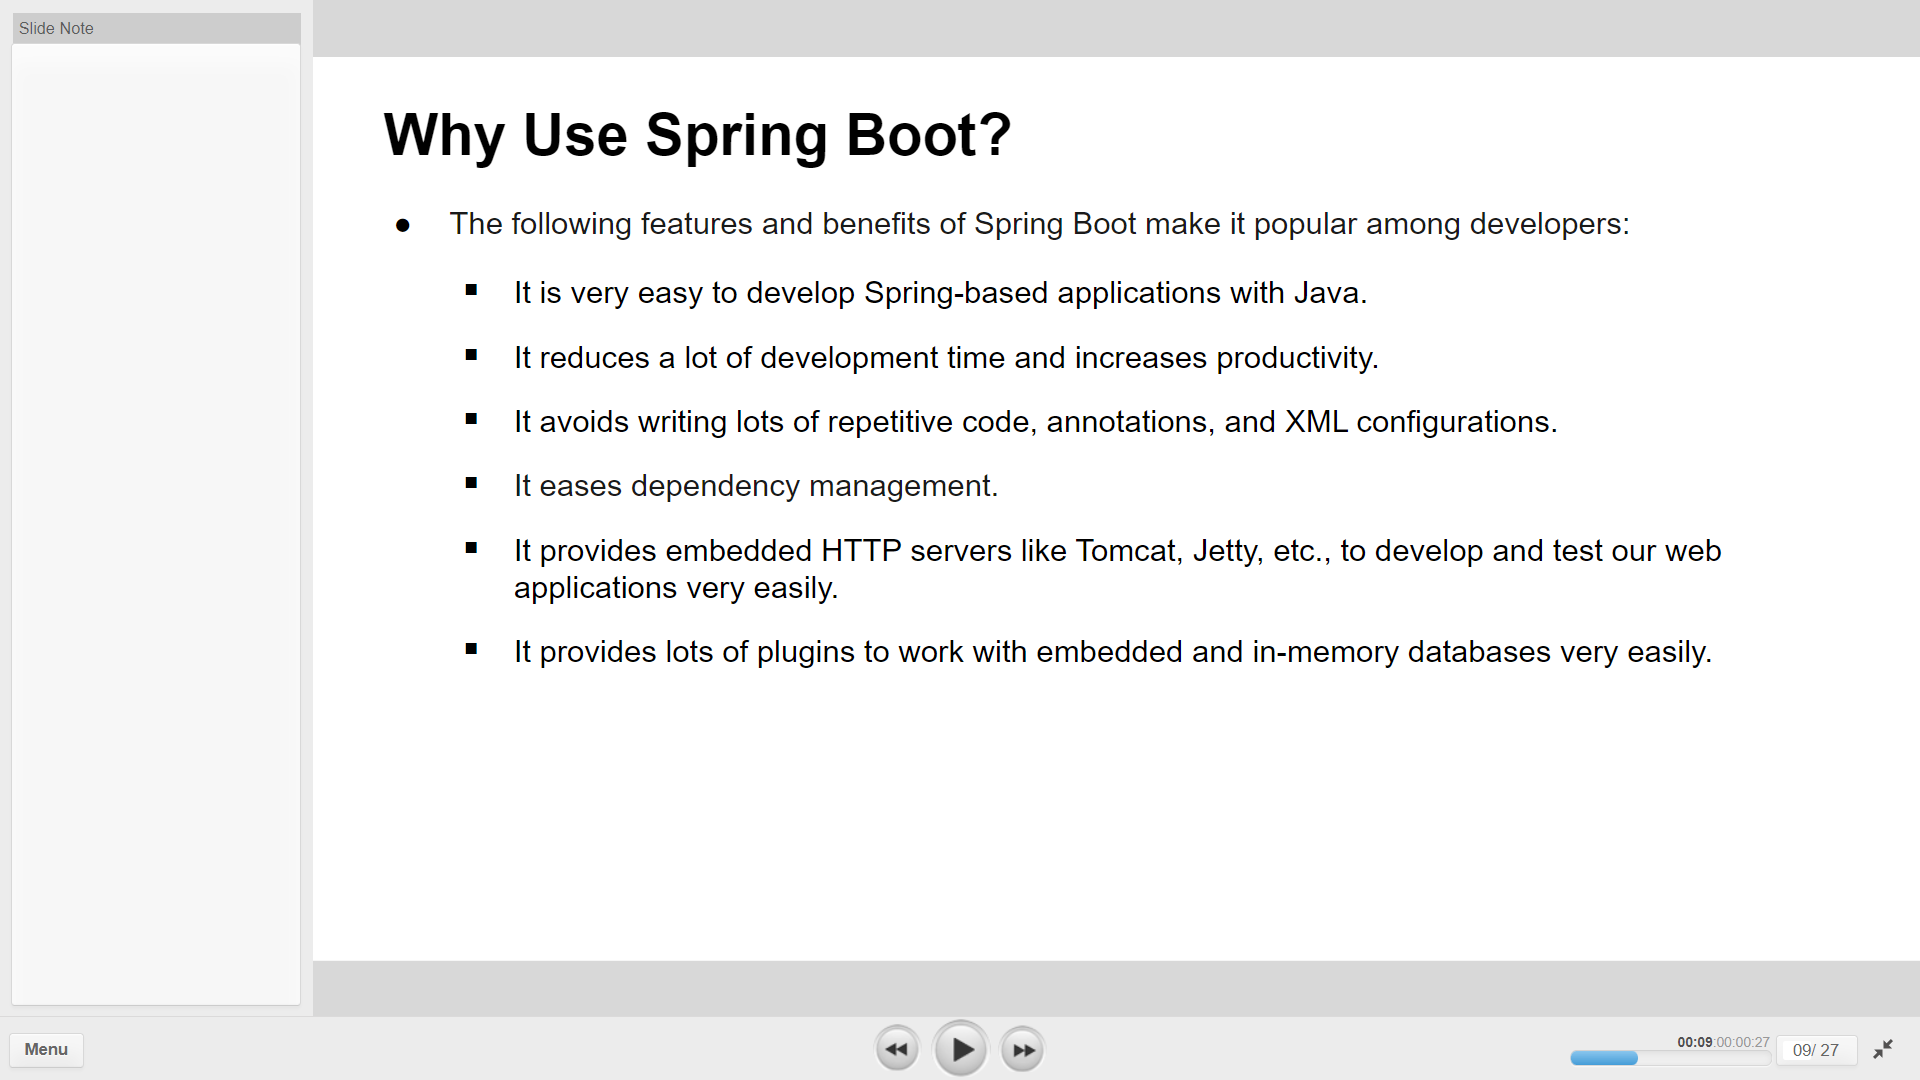 Slide Note
Why Use Spring Boot?
● The following features and benefits of Spring Boot make it popular among developers:
■ It is very easy to develop Spring-based applications with Java.
■ It reduces a lot of development time and increases productivity.
■ It avoids writing lots of repetitive code, annotations, and XML configurations.
■ It eases dependency management.
■ It provides embedded HTTP servers like Tomcat, Jetty, etc., to develop and test our web
applications very easily.
■ It provides lots of plugins to work with embedded and in-memory databases very easily.
Menu
00:09:00:00:27
09/ 27